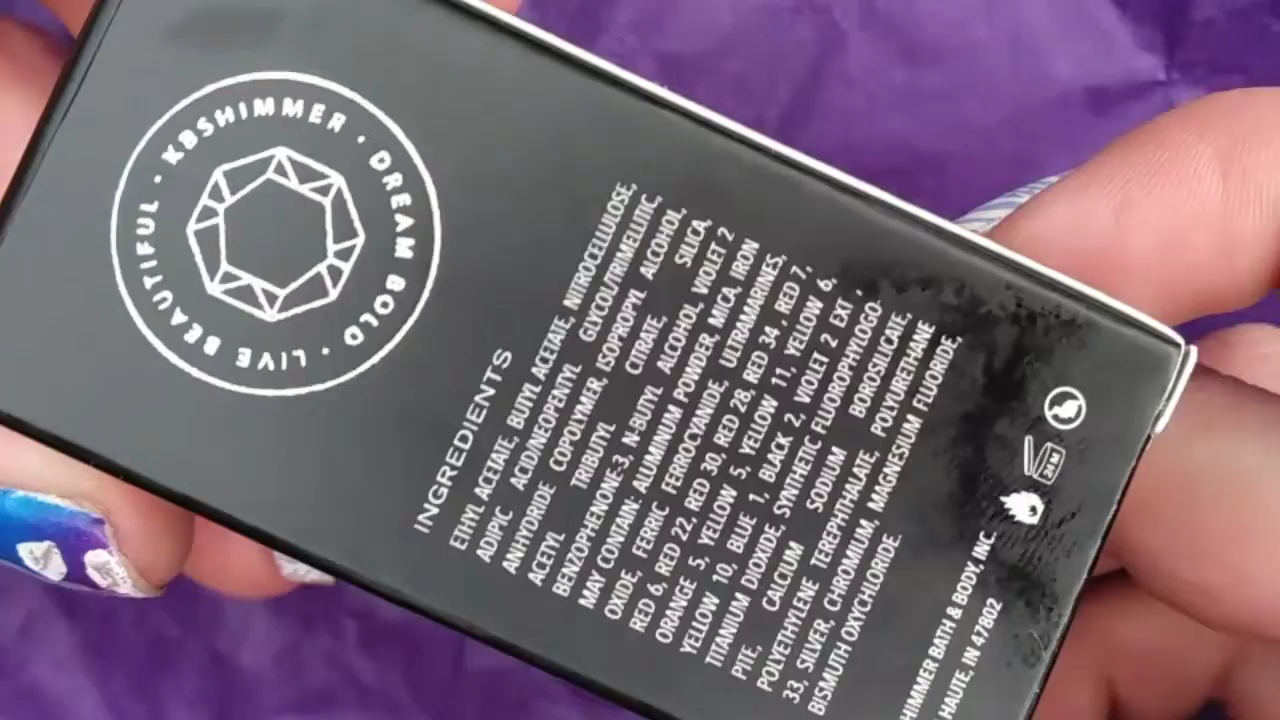 KBSHIMMER • DREAM BOLD • LIVE BEAUTIFUL •
INGREDIENTS
ETHYL ACETATE, BUTYL ACETATE, NITROCELLULOSE,
ADIPIC ACID/NEOPENTYL GLYCOL/TRIMELLITIC,
ANHYDRIDE COPOLYMER, ISOPROPYL ALCOHOL,
ACETYL TRIBUTYL CITRATE, SILICA,
BENZOPHENONE-3, N-BUTYL ALCOHOL, VIOLET 2
MAY CONTAIN: ALUMINUM POWDER, MICA, IRON
OXIDE, FERRIC FERROCYANIDE, ULTRAMARINES,
RED 6, RED 22, RED 30, RED 28, RED 34 , RED 7,
ORANGE 5, YELLOW 5, YELLOW 11, YELLOW 6,
YELLOW 10, BLUE 1, BLACK 2, VIOLET 2 EXT ,
TITANIUM DIOXIDE, SYNTHETIC FLUOROPHYLOGO-
PITE, CALCIUM SODIUM BOROSILICATE,
POLYETHYLENE TEREPHTHALATE, POLYURETHANE
33, SILVER, CHROMIUM, MAGNESIUM FLUORIDE,
BISMUTH OXYCHLORIDE.
24 M
HIMMER BATH & BODY, INC.
HAUTE, IN 47802